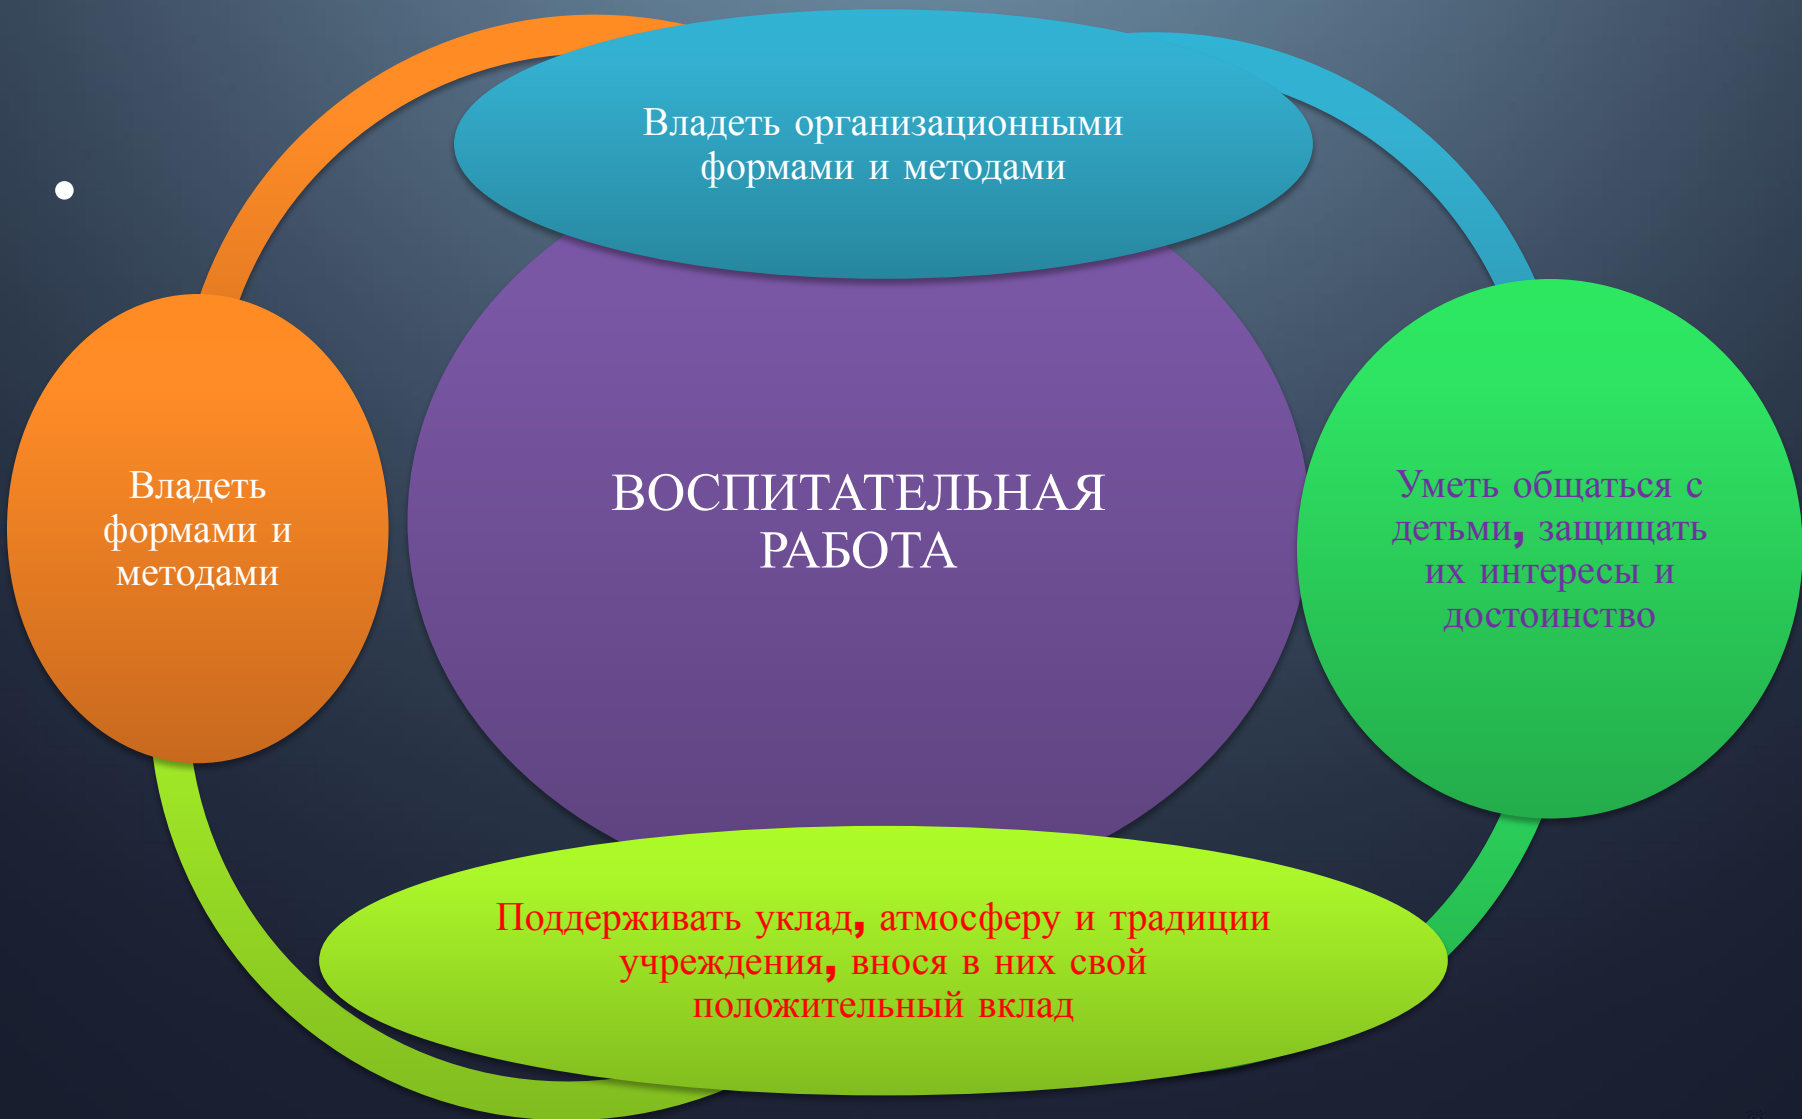 Владеть организационными
формами и методами
Владеть
формами и
методами
ВОСПИТАТЕЛЬНАЯ
РАБОТА
Уметь общаться с
детьми, защищать
их интересы и
достоинство
Поддерживать уклад, атмосферу и традиции
учреждения, внося в них свой
положительный вклад